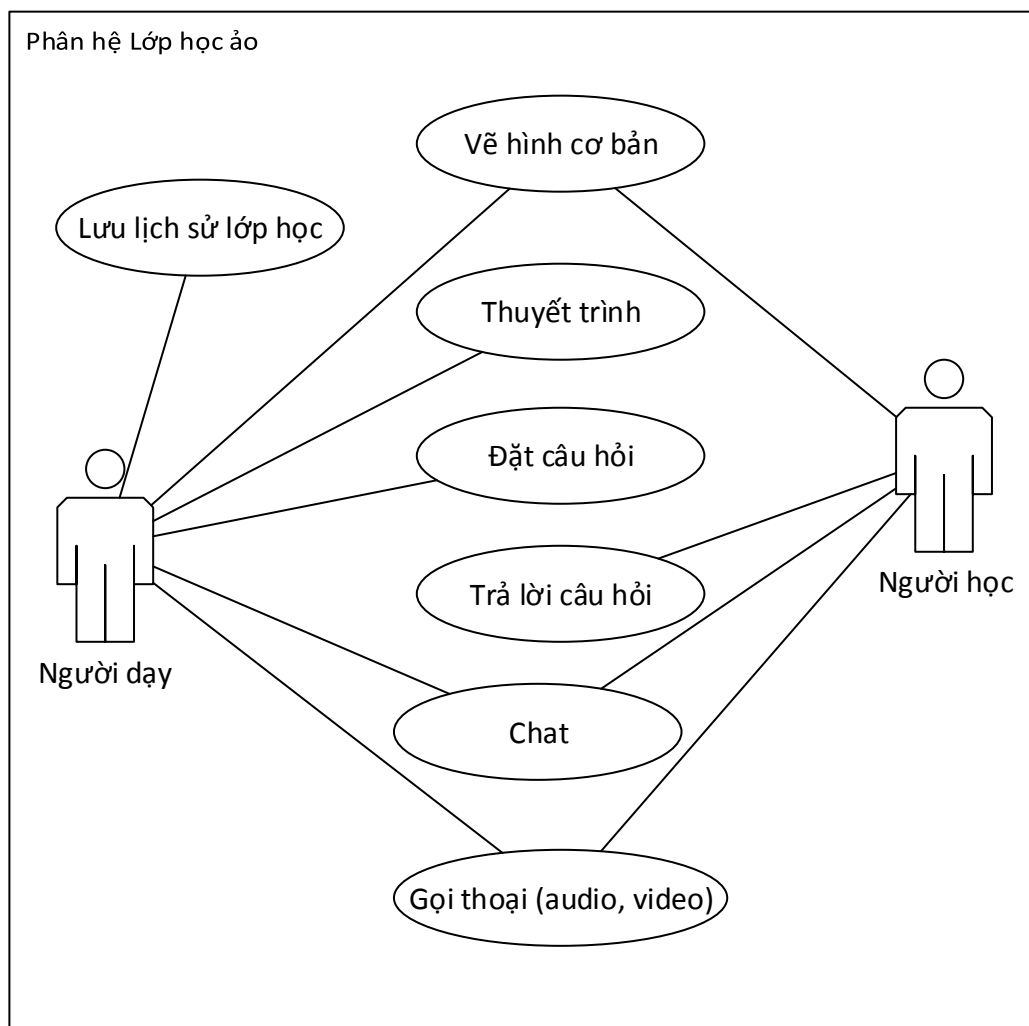 Phân hệ Lớp học ảo
Vẽ hình cơ bản
Lưu lịch sử lớp học
Thuyết trình
Đặt câu hỏi
Trả lời câu hỏi
Người học
Người dạy
Chat
Gọi thoại (audio, video)